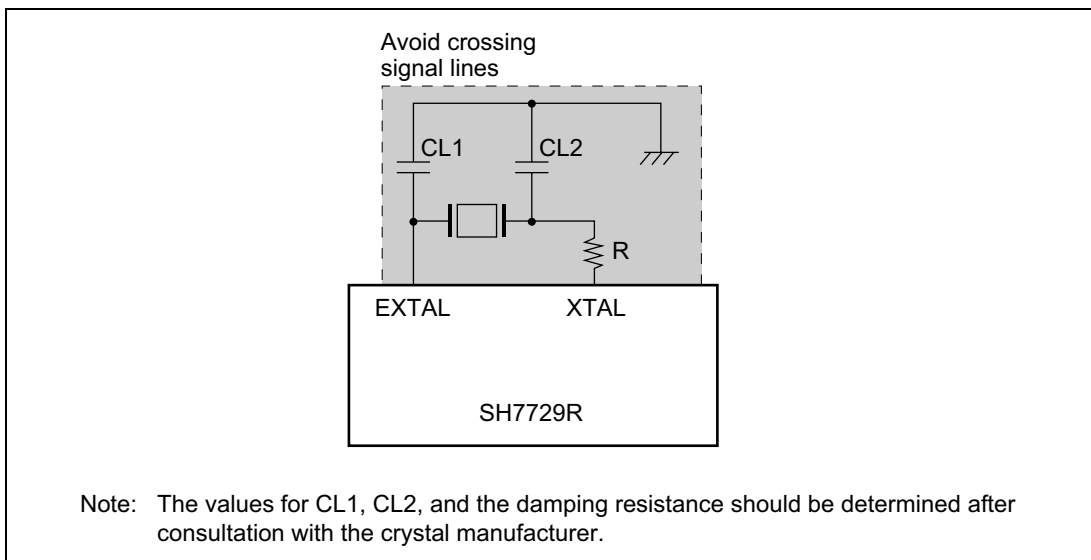 Avoid crossing
signal lines
CL1
CL2
R
EXTAL
XTAL
SH7729R
Note: The values for CL1, CL2, and the damping resistance should be determined after
consultation with the crystal manufacturer.